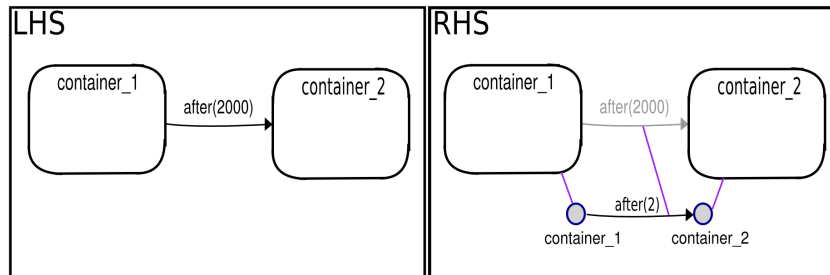 LHS
container_1
container_2
after(2000)
RHS
container_1
container_2
after(2000)
after(2)
container_1
container_2